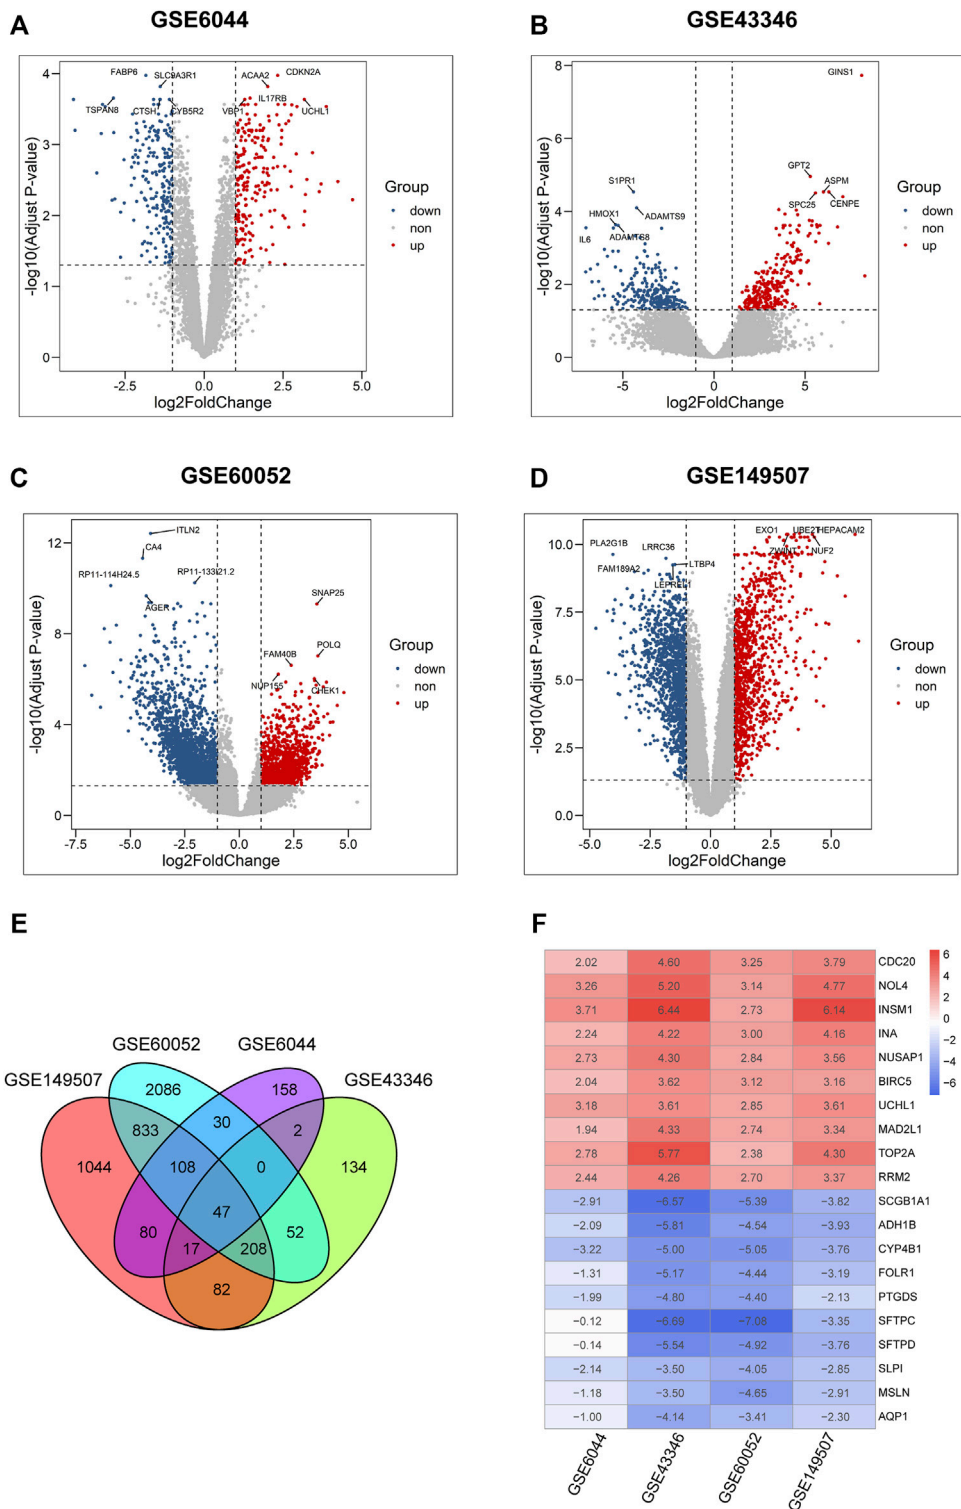 A
GSE6044
FABP6
SLC9A3R1
ACAA2
CDKN2A
TSPAN8
CTSH
CYB5R2
VBP1
IL17RB
UCHL1
-log10(Adjust P-value)
4
3
2
1
0
-2.5
0.0
2.5
5.0
log2FoldChange
Group
down
non
up
B
GSE43346
GINS1
GPT2
ASPM
SPC25
CENPE
S1PR1
HMOX1
ADAMTS9
IL6
ADAMTS8
-log10(Adjust P-value)
8
6
4
2
0
-5
0
5
log2FoldChange
Group
down
non
up
C
GSE60052
ITLN2
CA4
RP11-114H24.5
RP11-133I21.2
AGER
SNAP25
POLQ
FAM40B
NUP155
CHEK1
-log10(Adjust P-value)
12
8
4
0
-7.5
-5.0
-2.5
0.0
2.5
5.0
log2FoldChange
Group
down
non
up
D
GSE149507
EXO1
UBE2T
HEPACAM2
PLA2G1B
LRRC36
ZWINT
NUF2
FAM189A2
LTBP4
LEPREL1
-log10(Adjust P-value)
10.0
7.5
5.0
2.5
0.0
-5.0
-2.5
0.0
2.5
5.0
log2FoldChange
Group
down
non
up
E
GSE60052
GSE6044
GSE149507
GSE43346
2086
158
833
30
2
1044
108
0
134
47
80
17
208
52
82
F
2.02 4.60 3.25 3.79 CDC20
3.26 5.20 3.14 4.77 NOL4
3.71 6.44 2.73 6.14 INSM1
2.24 4.22 3.00 4.16 INA
2.73 4.30 2.84 3.56 NUSAP1
2.04 3.62 3.12 3.16 BIRC5
3.18 3.61 2.85 3.61 UCHL1
1.94 4.33 2.74 3.34 MAD2L1
2.78 5.77 2.38 4.30 TOP2A
2.44 4.26 2.70 3.37 RRM2
−2.91 −6.57 −5.39 −3.82 SCGB1A1
−2.09 −5.81 −4.54 −3.93 ADH1B
−3.22 −5.00 −5.05 −3.76 CYP4B1
−1.31 −5.17 −4.44 −3.19 FOLR1
−1.99 −4.80 −4.40 −2.13 PTGDS
−0.12 −6.69 −7.08 −3.35 SFTPC
−0.14 −5.54 −4.92 −3.76 SFTPD
−2.14 −3.50 −4.05 −2.85 SLPI
−1.18 −3.50 −4.65 −2.91 MSLN
−1.00 −4.14 −3.41 −2.30 AQP1
GSE6044
GSE43346
GSE60052
GSE149507
6
4
2
0
−2
−4
−6